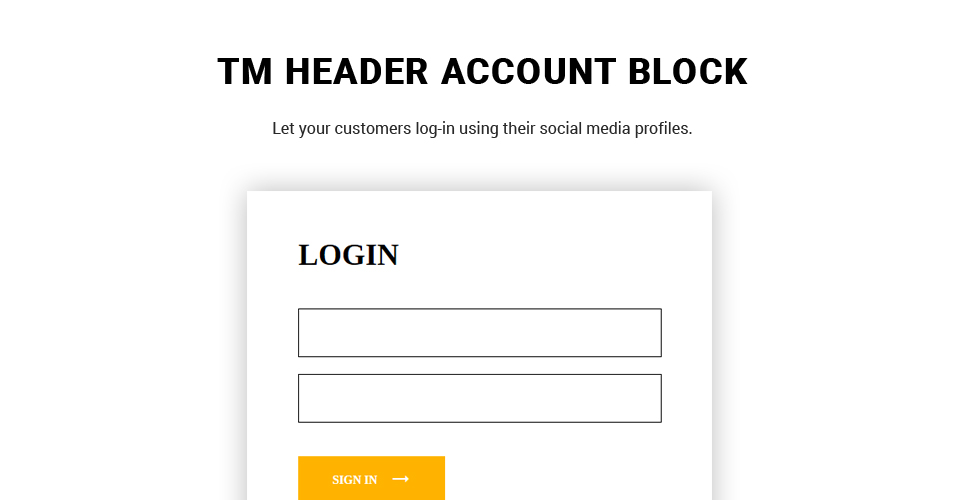 TM HEADER ACCOUNT BLOCK
Let your customers log-in using their social media profiles.
LOGIN
SIGN IN